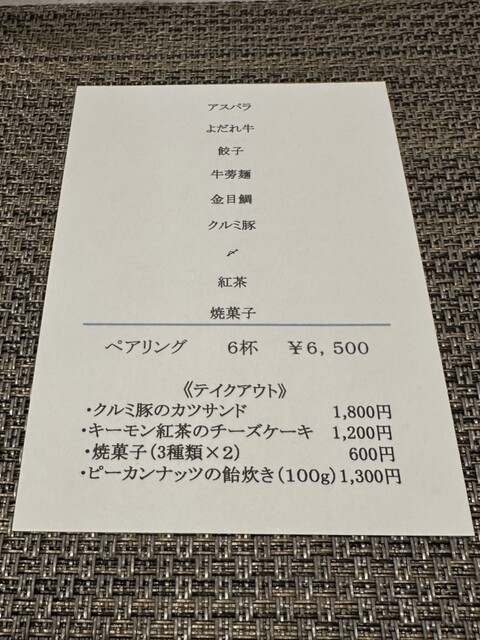 アスパラ
よだれ牛
餃子
牛蒡麺
金目鯛
クルミ豚
〆
紅茶
焼菓子
ペアリング　6杯　￥6,500
《テイクアウト》
・クルミ豚のカツサンド　1,800円
・キーモン紅茶のチーズケーキ　1,200円
・焼菓子(3種類×2)　600円
・ピーカンナッツの飴炊き(100g)1,300円